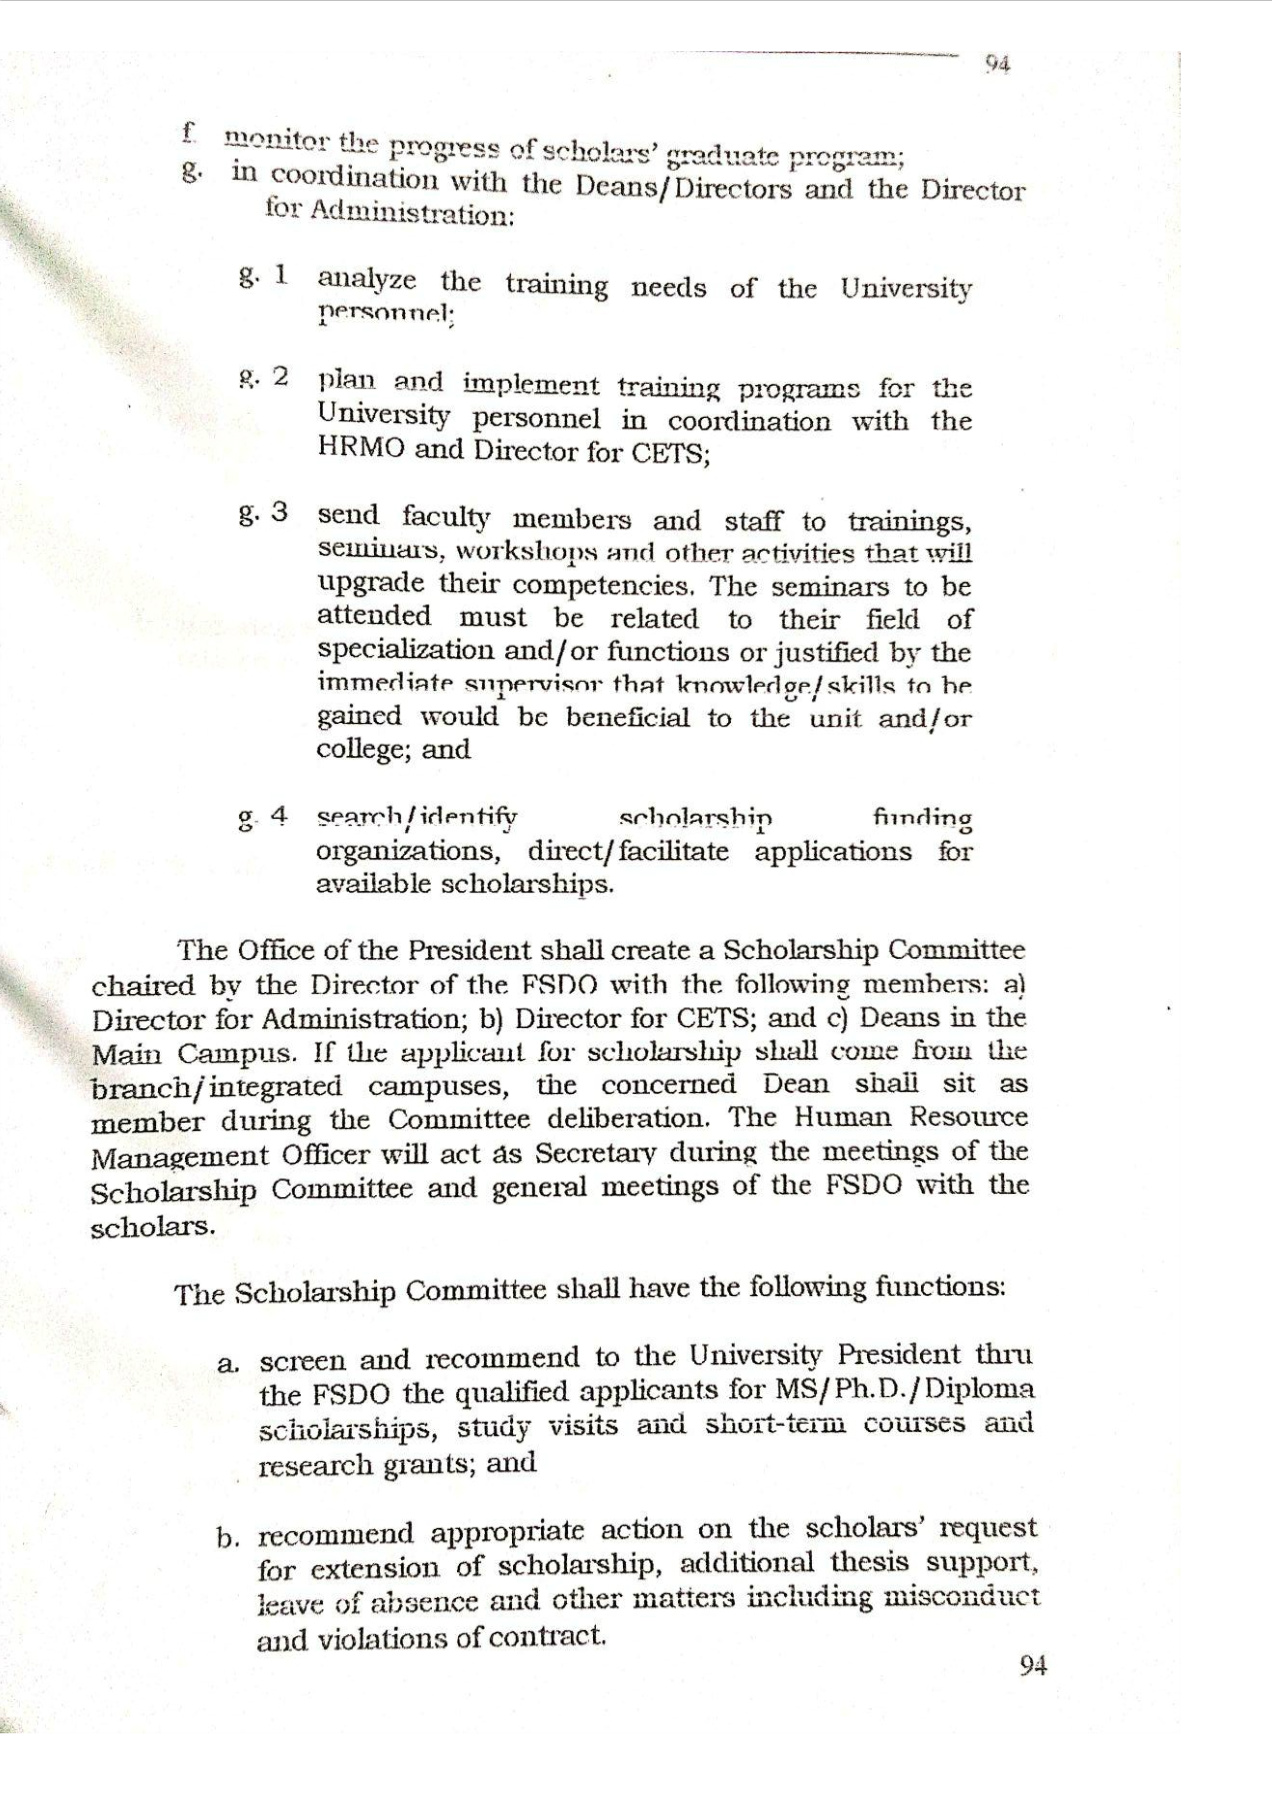 94
f. monitor the progress of scholars' graduate program;
g. in coordination with the Deans/Directors and the Director
for Administration:
g. 1 analyze the training needs of the University
personnel;
g. 2 plan and implement training programs for the
University personnel in coordination with the
HRMO and Director for CETS;
g. 3 send faculty members and staff to trainings,
seminars, workshops and other activities that will
upgrade their competencies. The seminars to be
attended must be related to their field of
specialization and/or functions or justified by the
immediate supervisor that knowledge/skills to be
gained would be beneficial to the unit and/or
college; and
g. 4 search/identify scholarship funding
organizations, direct/facilitate applications for
available scholarships.
The Office of the President shall create a Scholarship Committee
chaired by the Director of the FSDO with the following members: a)
Director for Administration; b) Director for CETS; and c) Deans in the
Main Campus. If the applicant for scholarship shall come from the
branch/integrated campuses, the concerned Dean shall sit as
member during the Committee deliberation. The Human Resource
Management Officer will act as Secretary during the meetings of the
Scholarship Committee and general meetings of the FSDO with the
scholars.
The Scholarship Committee shall have the following functions:
a. screen and recommend to the University President thru
the FSDO the qualified applicants for MS/Ph.D./Diploma
scholarships, study visits and short-term courses and
research grants; and
b. recommend appropriate action on the scholars' request
for extension of scholarship, additional thesis support,
leave of absence and other matters including misconduct
and violations of contract.
94